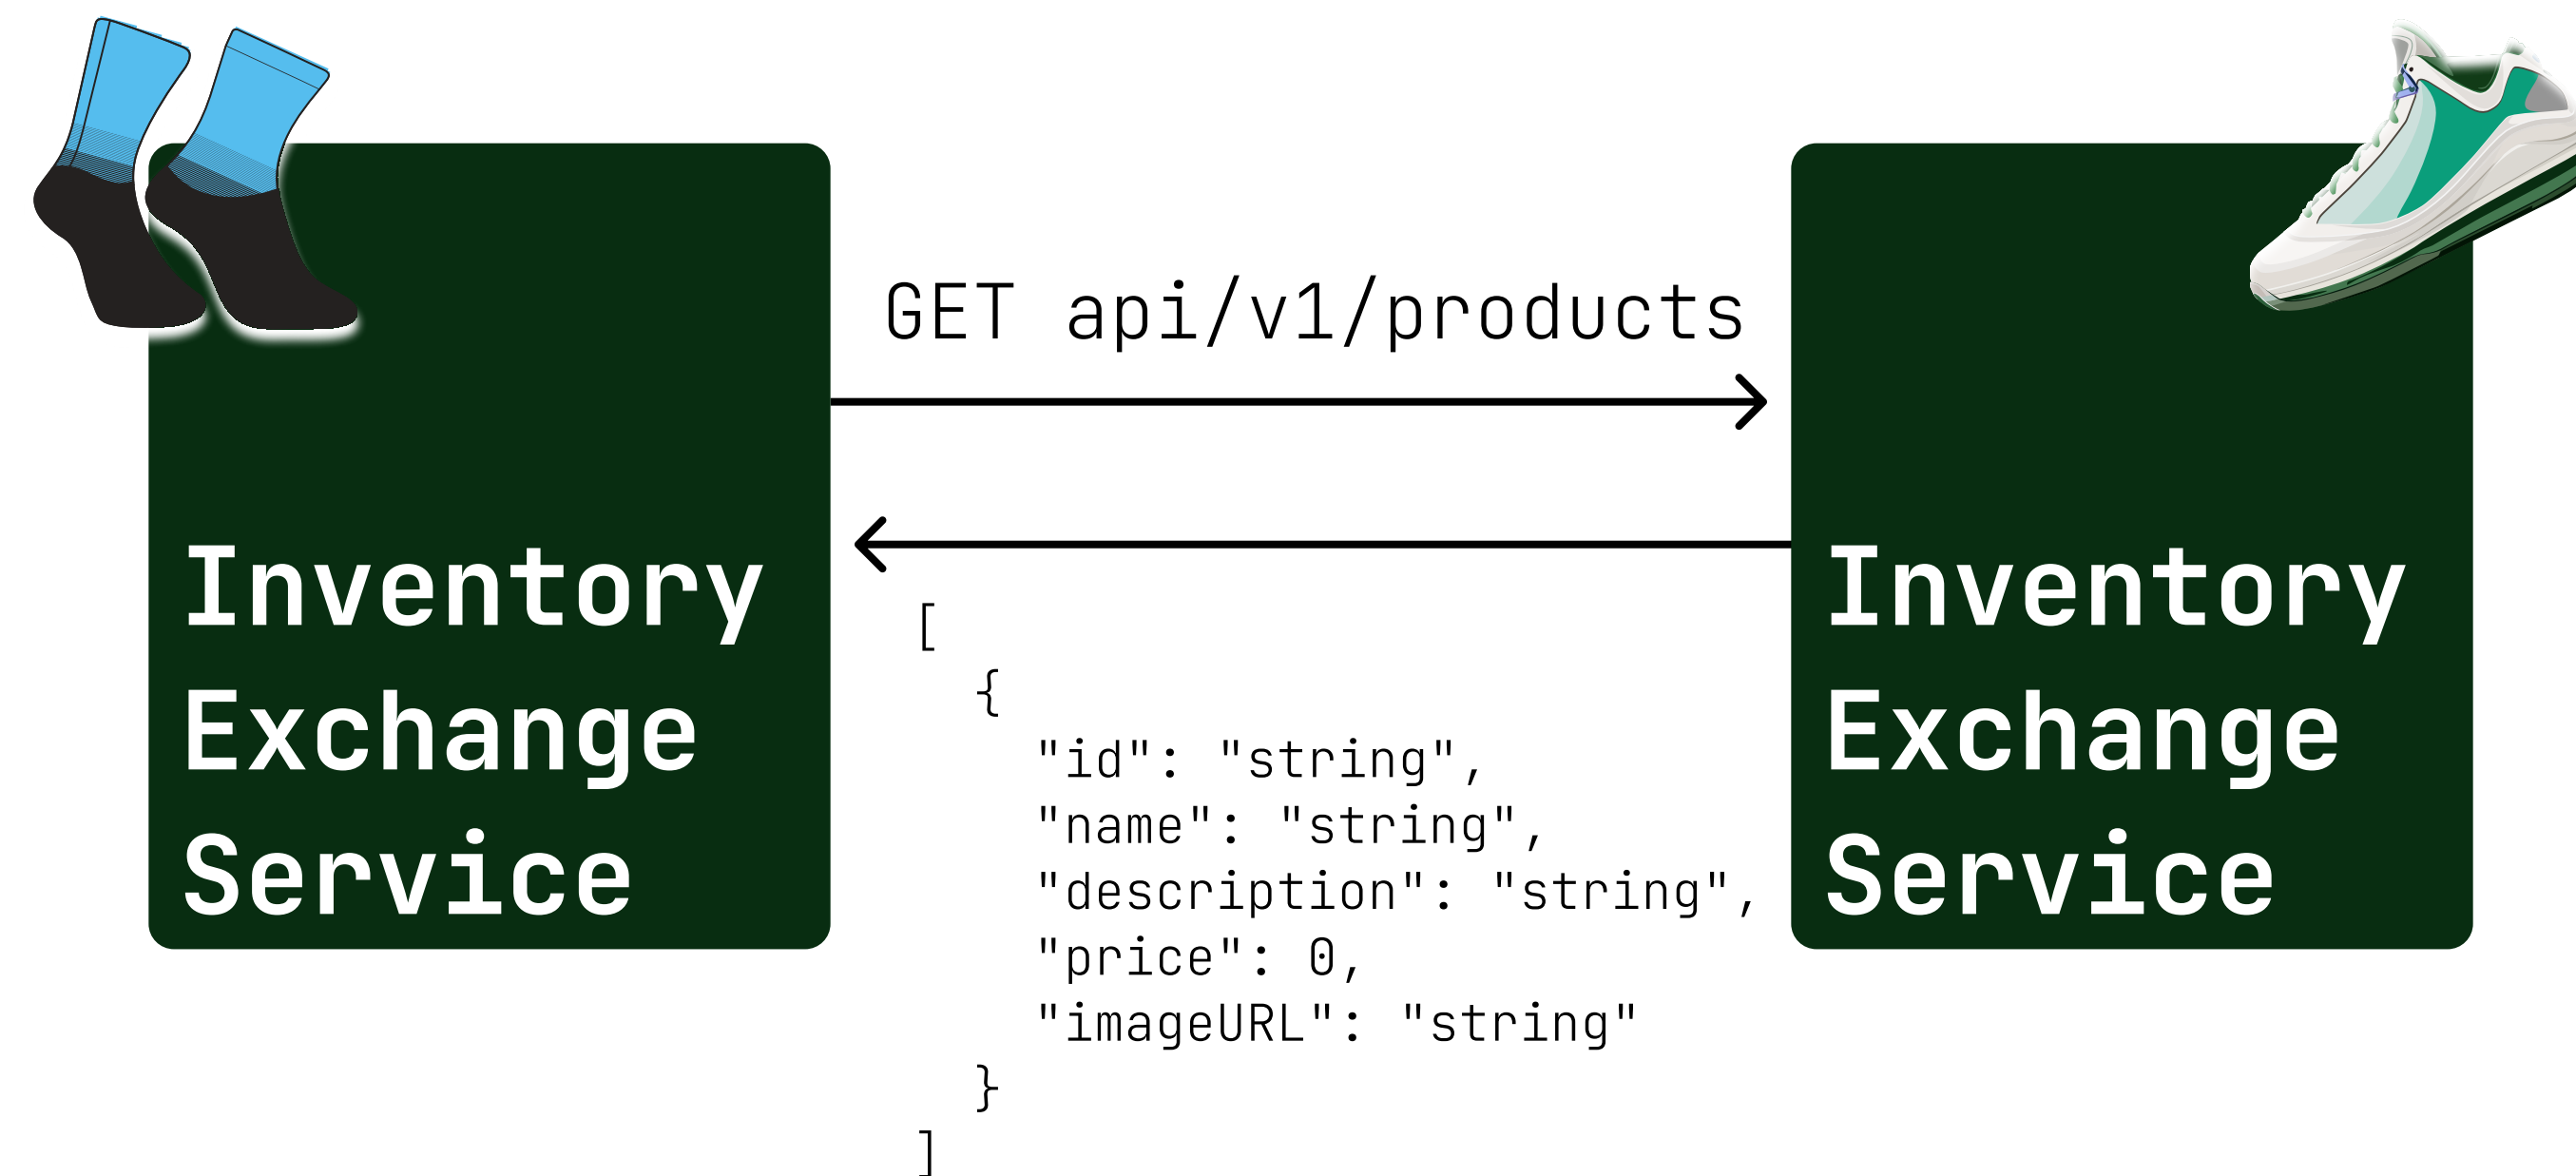 GET api/v1/products
Inventory
Exchange
Service
[
  {
    "id": "string",
    "name": "string",
    "description": "string",
    "price": 0,
    "imageURL": "string"
  }
]
Inventory
Exchange
Service